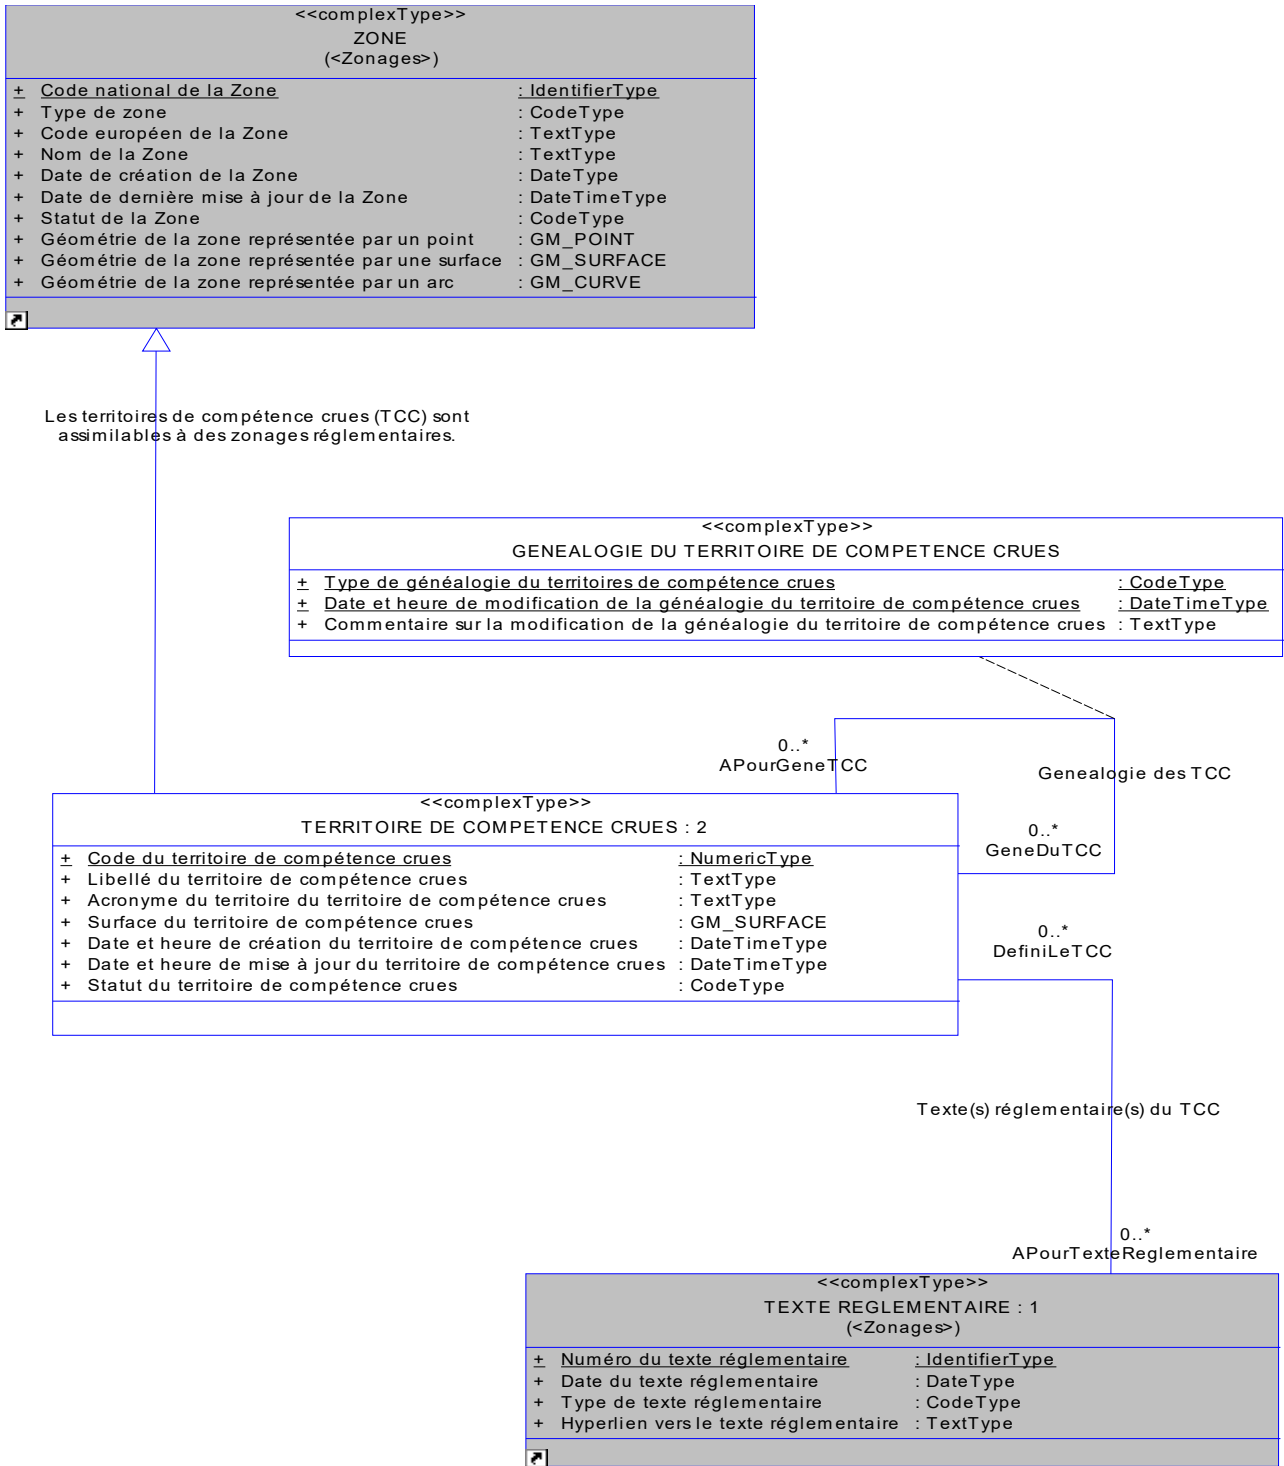 <<complexType>>
ZONE
(<Zonages>)
+ Code national de la Zone : IdentifierType
+ Type de zone : CodeType
+ Code européen de la Zone : TextType
+ Nom de la Zone : TextType
+ Date de création de la Zone : DateType
+ Date de dernière mise à jour de la Zone : DateTimeType
+ Statut de la Zone : CodeType
+ Géométrie de la zone représentée par un point : GM_POINT
+ Géométrie de la zone représentée par une surface : GM_SURFACE
+ Géométrie de la zone représentée par un arc : GM_CURVE
Les territoires de compétence crues (TCC) sont
assimilables à des zonages réglementaires.
<<complexType>>
GENEALOGIE DU TERRITOIRE DE COMPETENCE CRUES
+ Type de généalogie du territoires de compétence crues : CodeType
+ Date et heure de modification de la généalogie du territoire de compétence crues : DateTimeType
+ Commentaire sur la modification de la généalogie du territoire de compétence crues : TextType
0..*
APourGeneTCC
Genealogie des TCC
0..*
GeneDuTCC
<<complexType>>
TERRITOIRE DE COMPETENCE CRUES : 2
+ Code du territoire de compétence crues : NumericType
+ Libellé du territoire de compétence crues : TextType
+ Acronyme du territoire du territoire de compétence crues : TextType
+ Surface du territoire de compétence crues : GM_SURFACE
+ Date et heure de création du territoire de compétence crues : DateTimeType
+ Date et heure de mise à jour du territoire de compétence crues : DateTimeType
+ Statut du territoire de compétence crues : CodeType
0..*
DefiniLeTCC
Texte(s) réglementaire(s) du TCC
0..*
APourTexteReglementaire
<<complexType>>
TEXTE REGLEMENTAIRE : 1
(<Zonages>)
+ Numéro du texte réglementaire : IdentifierType
+ Date du texte réglementaire : DateType
+ Type de texte réglementaire : CodeType
+ Hyperlien vers le texte réglementaire : TextType